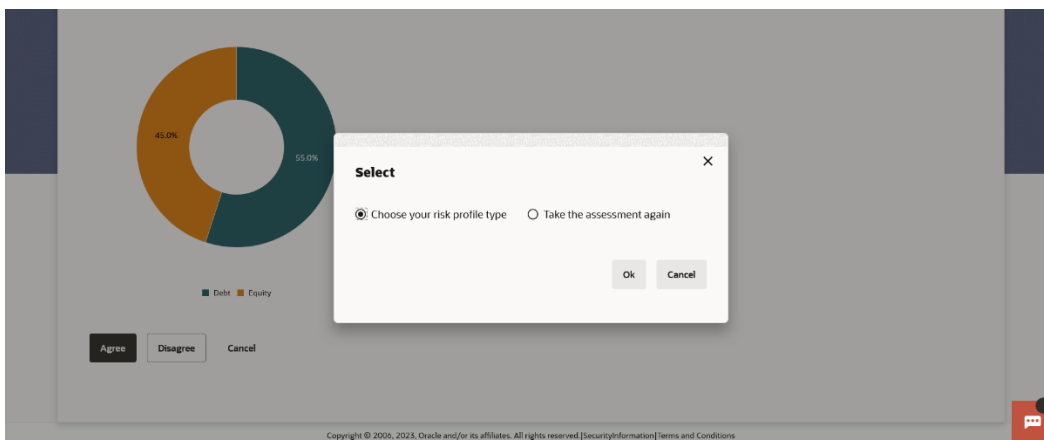 45.0%
55.0%
Debt Equity
Agree Disagree Cancel
Select
Choose your risk profile type Take the assessment again
Ok Cancel
Copyright © 2006, 2023, Oracle and/or its affiliates. All rights reserved.|SecurityInformation|Terms and Conditions